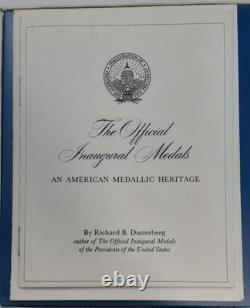 The Official
Inaugural Medals
AN AMERICAN MEDALLIC HERITAGE
By Richard B. Dusterberg
author of The Official Inaugural Medals
of the Presidents of the United States